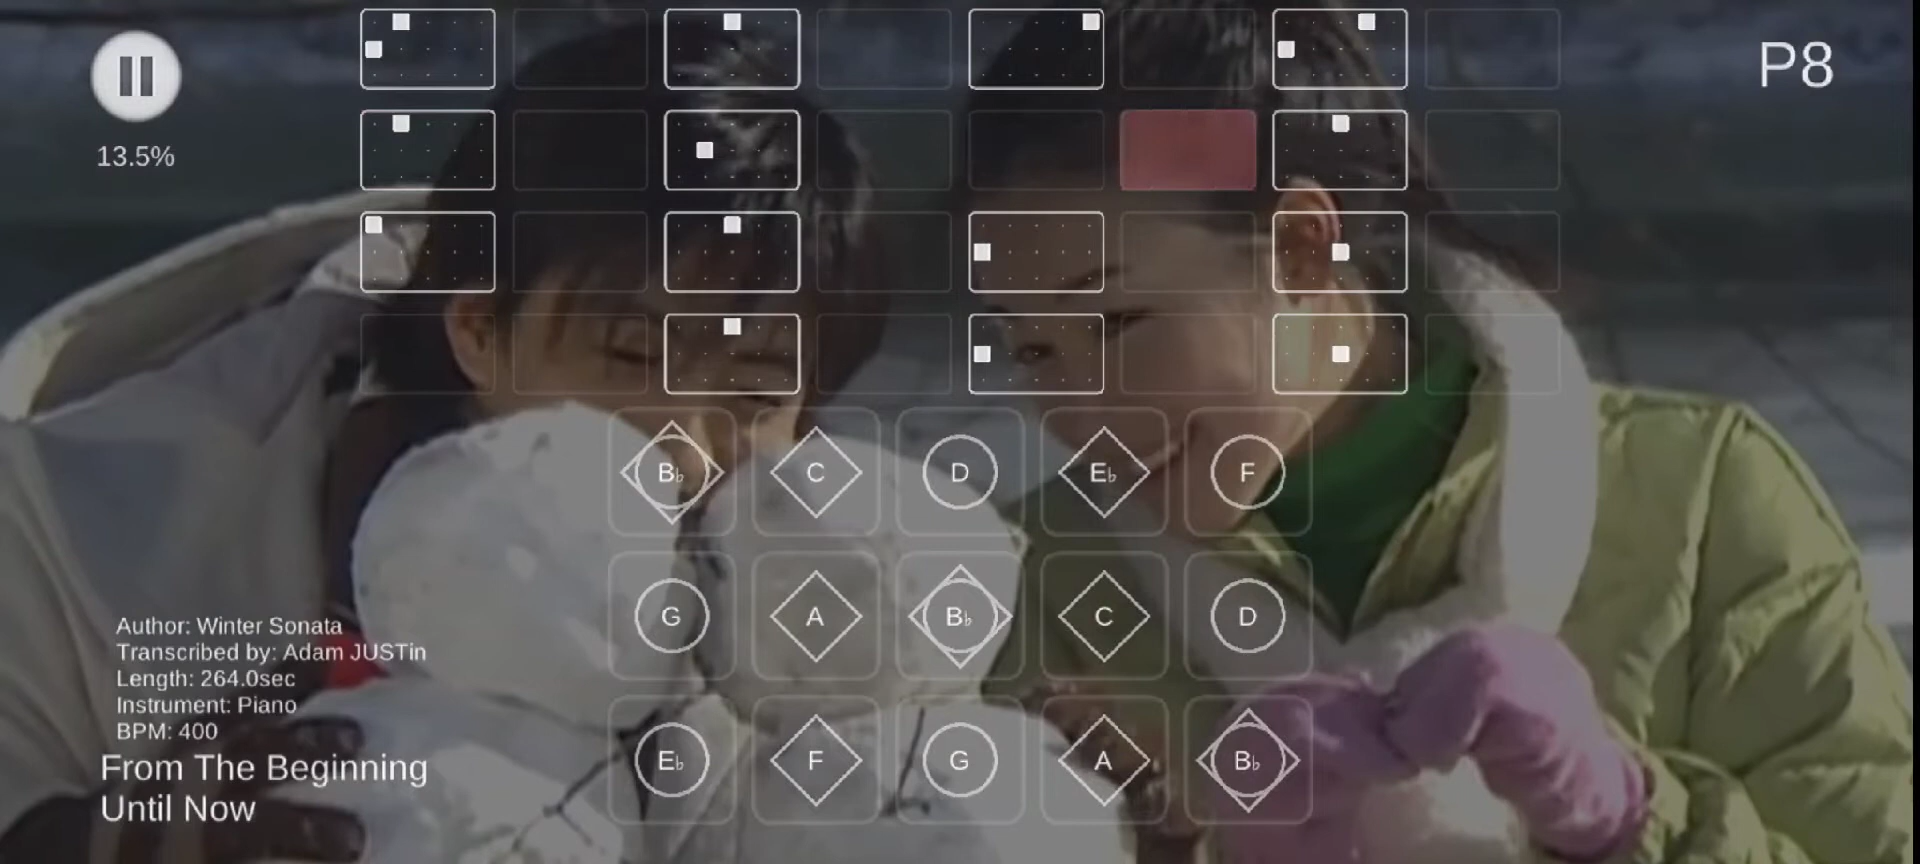 P8
13.5%
B♭ C D E♭ F
G A B♭ C D
E♭ F G A B♭
Author: Winter Sonata
Transcribed by: Adam JUSTin
Length: 264.0sec
Instrument: Piano
BPM: 400
From The Beginning
Until Now